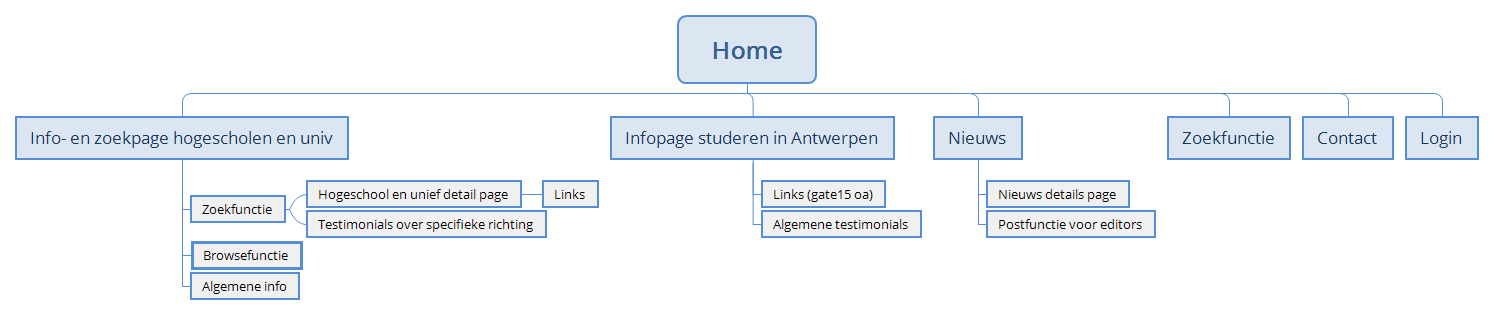 Home
Info- en zoekpage hogescholen en univ
Infopage studeren in Antwerpen
Nieuws
Zoekfunctie
Contact
Login
Zoekfunctie
Hogeschool en unief detail page
Links
Testimonials over specifieke richting
Browsefunctie
Algemene info
Links (gate15 oa)
Algemene testimonials
Nieuws details page
Postfunctie voor editors